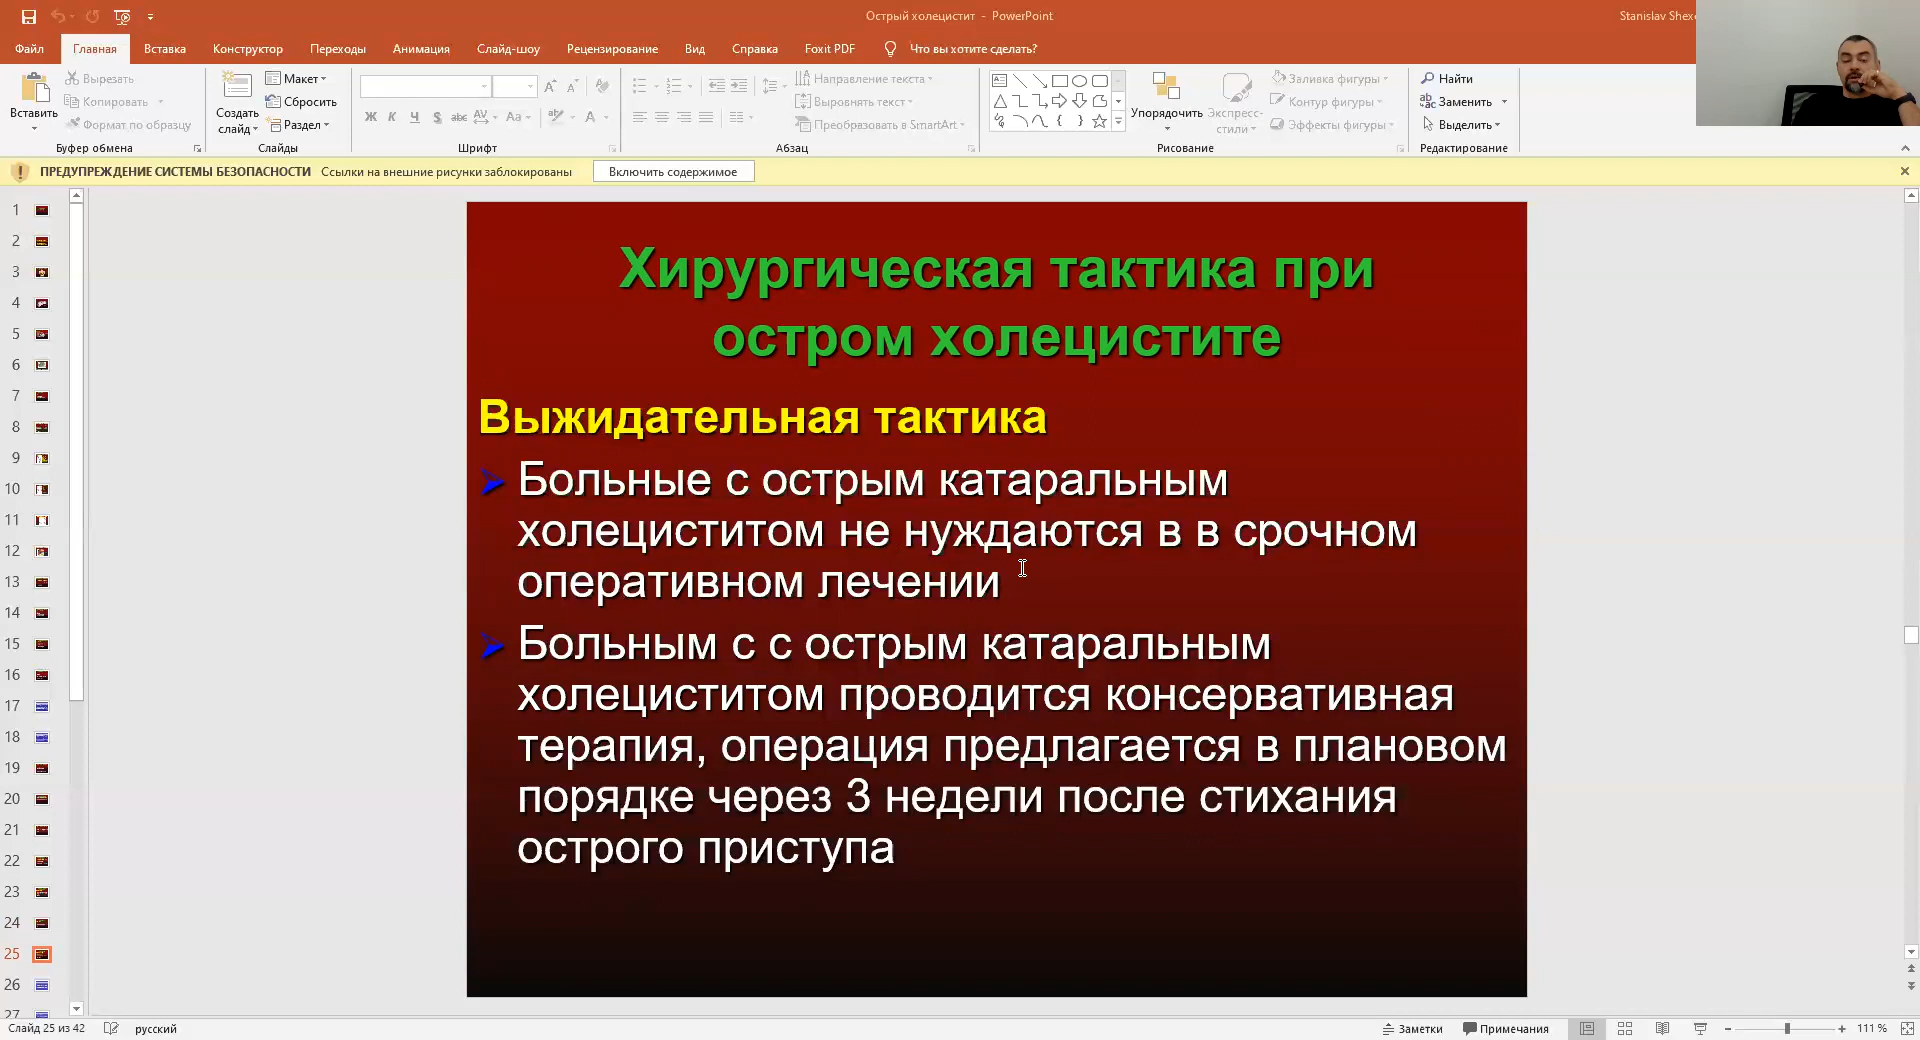 Острый холецистит - PowerPoint
Файл Главная Вставка Конструктор Переходы Анимация Слайд-шоу Рецензирование Вид Справка Foxit PDF Что вы хотите сделать?
Stanislav
Вставить
Вырезать
Копировать
Формат по образцу
Буфер обмена
Создать слайд
Макет
Сбросить
Раздел
Слайды
Ж К Ч S abc AV Aa А
Шрифт
Направление текста
Выровнять текст
Преобразовать в SmartArt
Абзац
Упорядочить
Экспресс-стили
Заливка фигуры
Контур фигуры
Эффекты фигуры
Рисование
Найти
Заменить
Выделить
Редактирование
ПРЕДУПРЕЖДЕНИЕ СИСТЕМЫ БЕЗОПАСНОСТИ Ссылки на внешние рисунки заблокированы Включить содержимое
1
2
3
4
5
6
7
8
9
10
11
12
13
14
15
16
17
18
19
20
21
22
23
24
25
26
27
Хирургическая тактика при
остром холецистите
Выжидательная тактика
Больные с острым катаральным
холециститом не нуждаются в в срочном
оперативном лечении
Больным с с острым катаральным
холециститом проводится консервативная
терапия, операция предлагается в плановом
порядке через 3 недели после стихания
острого приступа
Слайд 25 из 42 русский Заметки Примечания 111 %